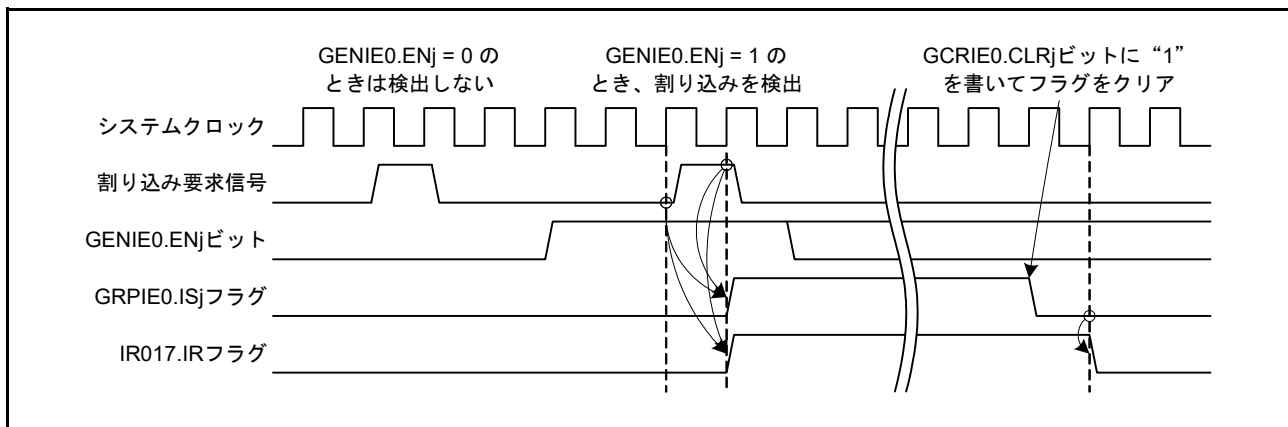 GENIE0.ENj = 0 の
ときは検出しない
GENIE0.ENj = 1 の
とき、割り込みを検出
GCRIE0.CLRjビットに“1”
を書いてフラグをクリア
システムクロック
割り込み要求信号
GENIE0.ENjビット
GRPIE0.ISjフラグ
IR017.IRフラグ